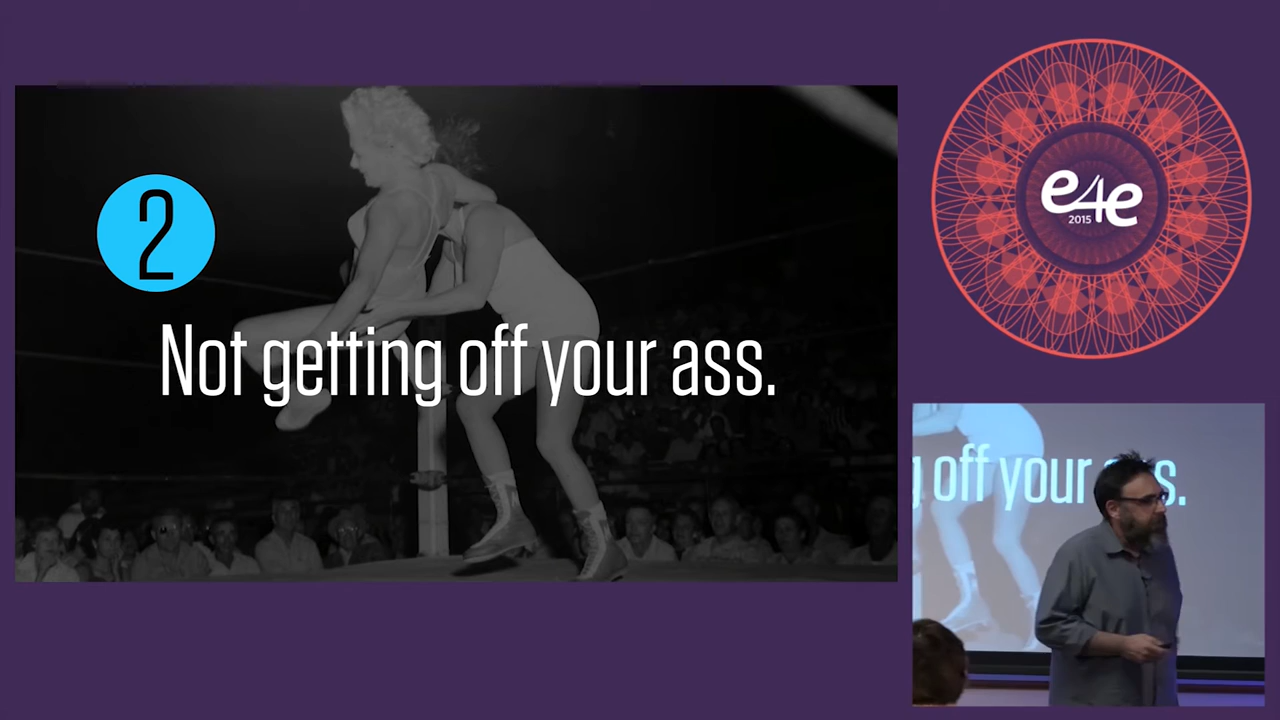 2
Not getting off your ass.
e4e
2015
g off your ass.